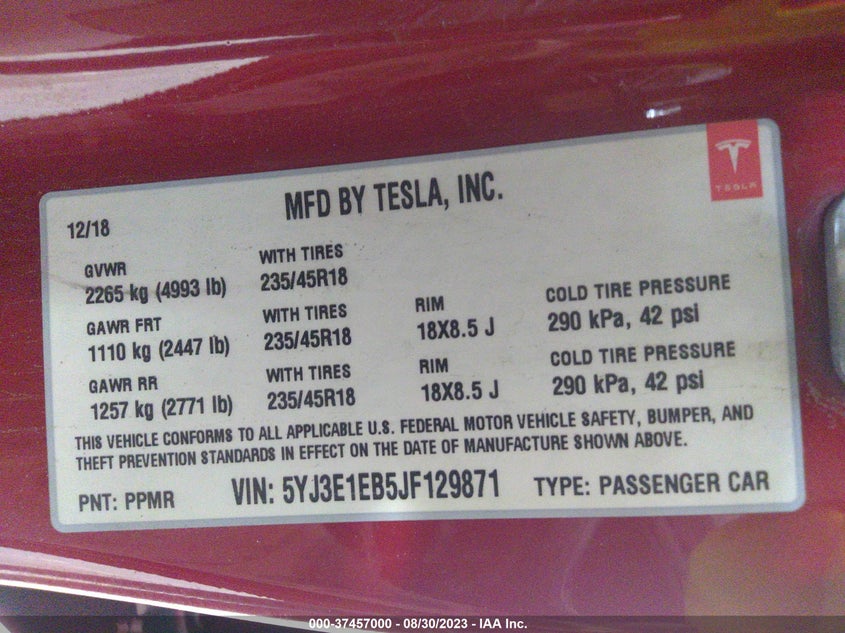 TESLA
MFD BY TESLA, INC.
12/18
GVWR
2265 kg (4993 lb)
WITH TIRES
235/45R18
GAWR FRT
1110 kg (2447 lb)
WITH TIRES
235/45R18
RIM
18X8.5 J
COLD TIRE PRESSURE
290 kPa, 42 psi
GAWR RR
1257 kg (2771 lb)
WITH TIRES
235/45R18
RIM
18X8.5 J
COLD TIRE PRESSURE
290 kPa, 42 psi
THIS VEHICLE CONFORMS TO ALL APPLICABLE U.S. FEDERAL MOTOR VEHICLE SAFETY, BUMPER, AND
THEFT PREVENTION STANDARDS IN EFFECT ON THE DATE OF MANUFACTURE SHOWN ABOVE.
PNT: PPMR
VIN: 5YJ3E1EB5JF129871
TYPE: PASSENGER CAR
000-37457000 - 08/30/2023 - IAA Inc.